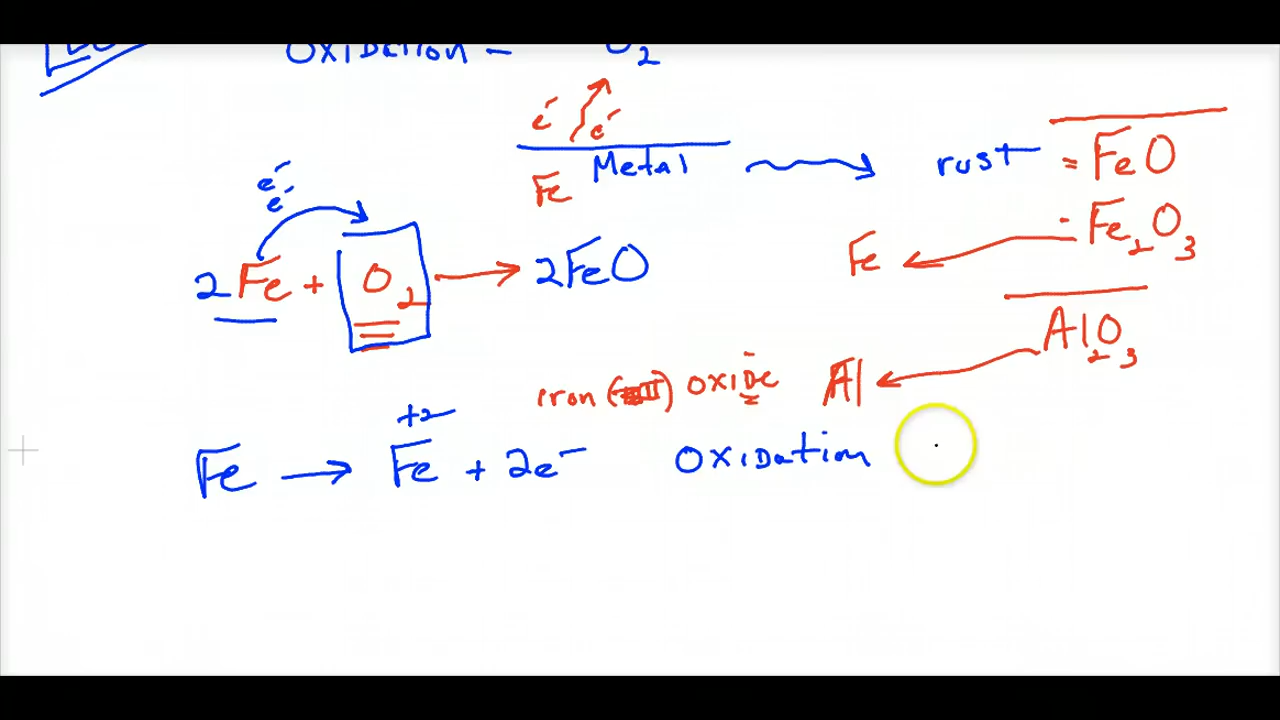 OXIDATION - O2
e- e-
Metal
Fe
rust = FeO
- Fe2O3
Fe
e-
e-
2Fe + O2 → 2FeO
Al2O3
Al
iron (II) OXIDE
Fe → Fe+2 + 2e-
OXIDation